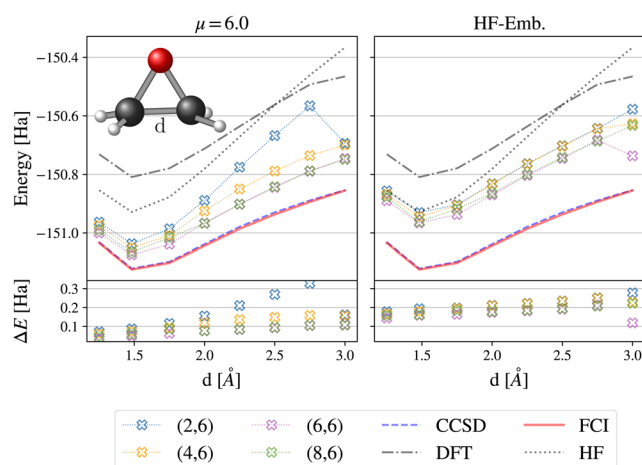 μ = 6.0
HF-Emb.
Energy [Ha]
−150.4
−150.6
−150.8
−151.0
d
ΔE [Ha]
0.3
0.2
0.1
1.5 2.0 2.5 3.0
1.5 2.0 2.5 3.0
d [Å]
d [Å]
(2,6) (6,6) CCSD FCI
(4,6) (8,6) DFT HF